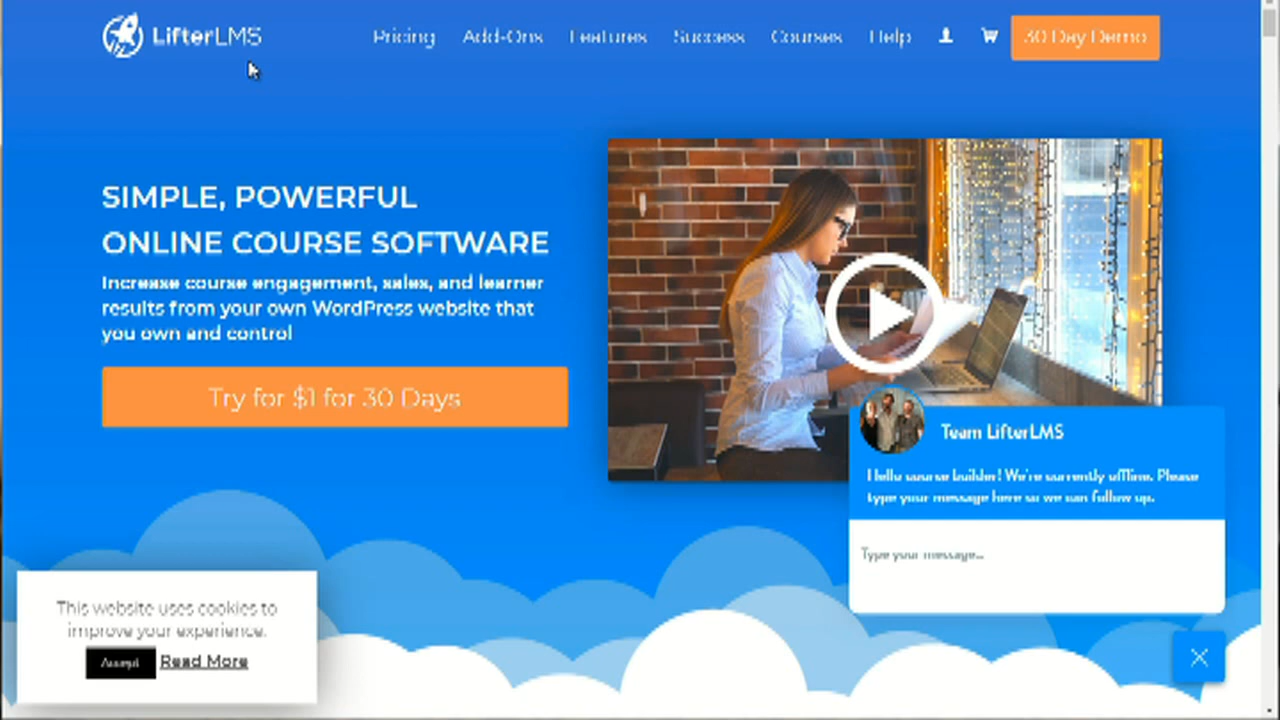 LifterLMS
Pricing Add-Ons Features Success Courses Help 30 Day Demo
SIMPLE, POWERFUL
ONLINE COURSE SOFTWARE
Increase course engagement, sales, and learner
results from your own WordPress website that
you own and control
Try for $1 for 30 Days
Team LifterLMS
Hello course builder! We're currently offline. Please
type your message here so we can follow up.
Type your message...
This website uses cookies to
improve your experience.
Accept Read More